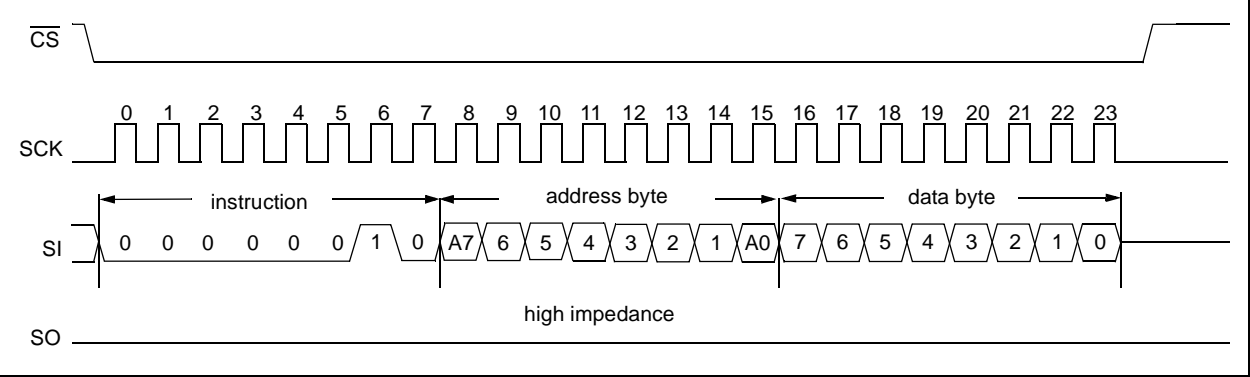 CS
0 1 2 3 4 5 6 7 8 9 10 11 12 13 14 15 16 17 18 19 20 21 22 23
SCK
instruction address byte data byte
SI 0 0 0 0 0 0 1 0 A7 6 5 4 3 2 1 A0 7 6 5 4 3 2 1 0
high impedance
SO